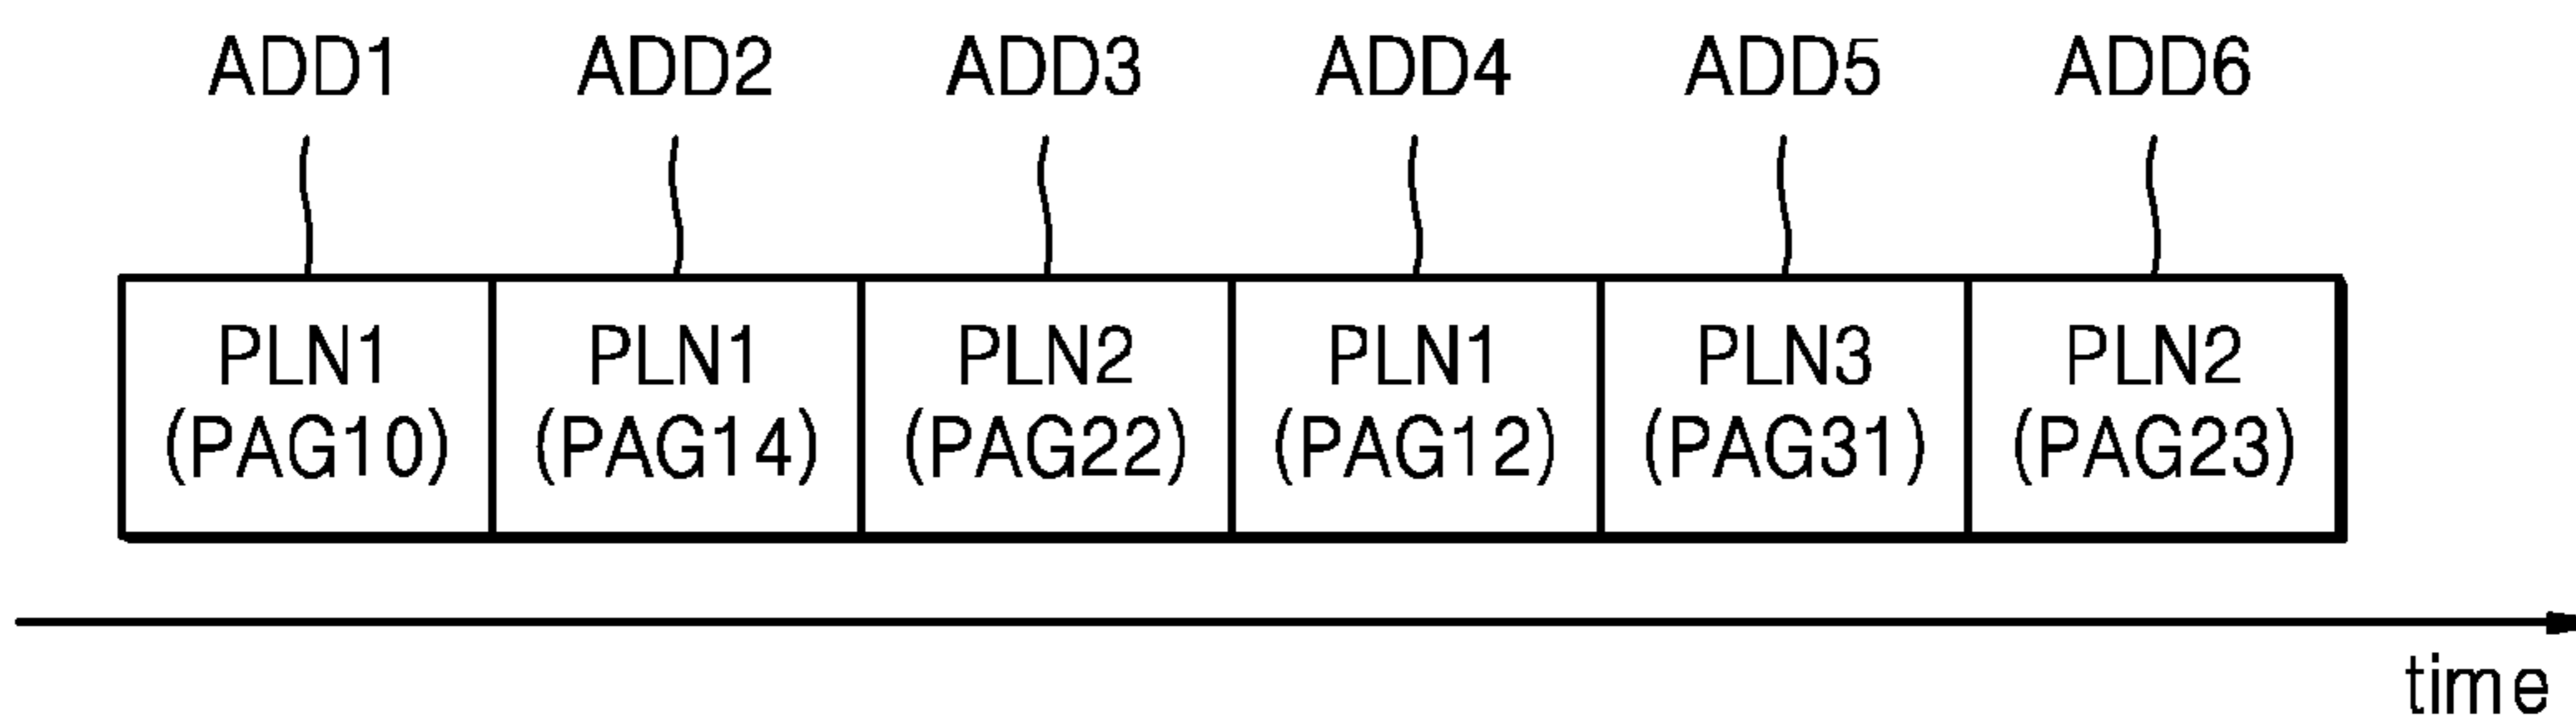 ADD1 ADD2 ADD3 ADD4 ADD5 ADD6
PLN1 PLN1 PLN2 PLN1 PLN3 PLN2
(PAG10) (PAG14) (PAG22) (PAG12) (PAG31) (PAG23)
time